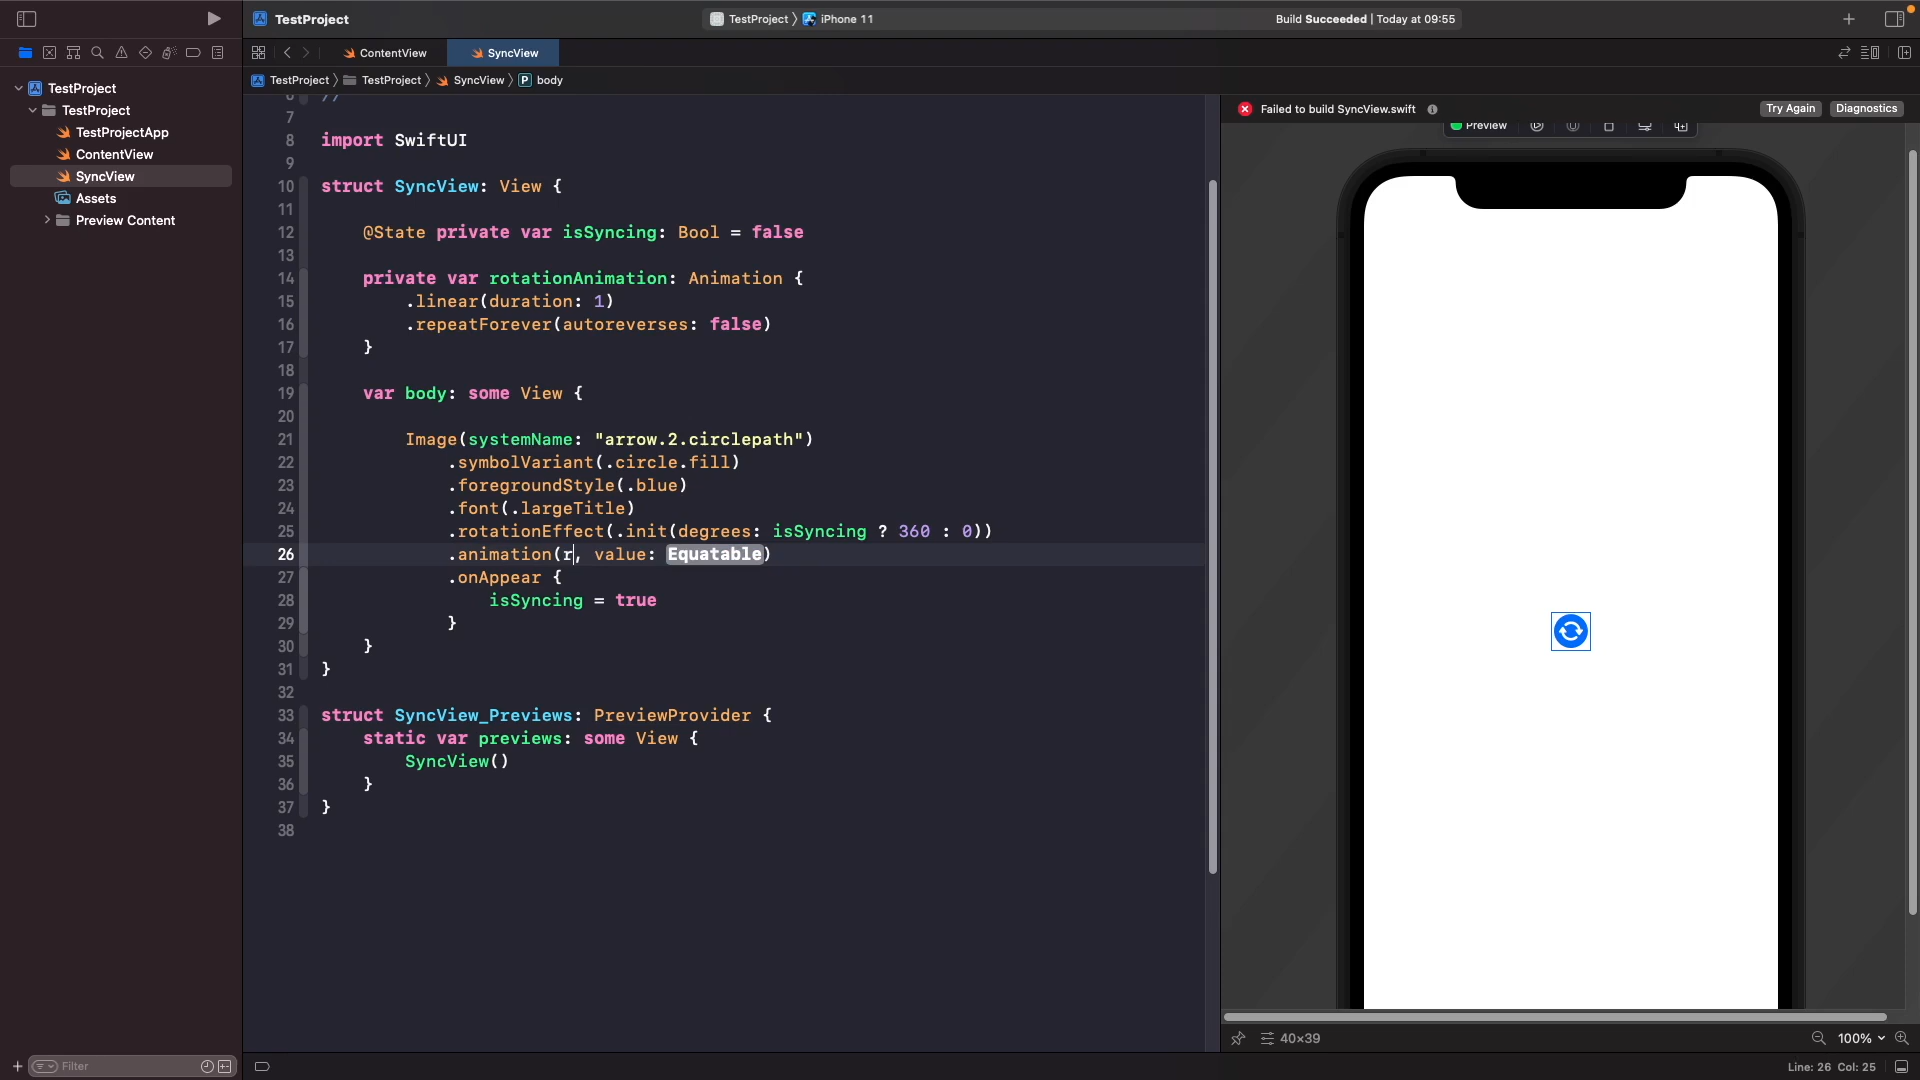 TestProject
TestProject 〉 iPhone 11
Build Succeeded | Today at 09:55
ContentView
SyncView
TestProject 〉 TestProject 〉 SyncView 〉 P body
TestProject
TestProject
TestProjectApp
ContentView
SyncView
Assets
Preview Content
6 //
7
8 import SwiftUI
9
10 struct SyncView: View {
11
12 @State private var isSyncing: Bool = false
13
14 private var rotationAnimation: Animation {
15 .linear(duration: 1)
16 .repeatForever(autoreverses: false)
17 }
18
19 var body: some View {
20
21 Image(systemName: "arrow.2.circlepath")
22 .symbolVariant(.circle.fill)
23 .foregroundStyle(.blue)
24 .font(.largeTitle)
25 .rotationEffect(.init(degrees: isSyncing ? 360 : 0))
26 .animation(r, value: Equatable)
27 .onAppear {
28 isSyncing = true
29 }
30 }
31 }
32
33 struct SyncView_Previews: PreviewProvider {
34 static var previews: some View {
35 SyncView()
36 }
37 }
38
Failed to build SyncView.swift
Try Again
Diagnostics
Preview
40×39
100%
Filter
Line: 26 Col: 25